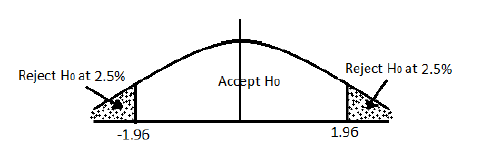 Reject H0 at 2.5%
Reject H0 at 2.5%
Accept H0
-1.96
1.96